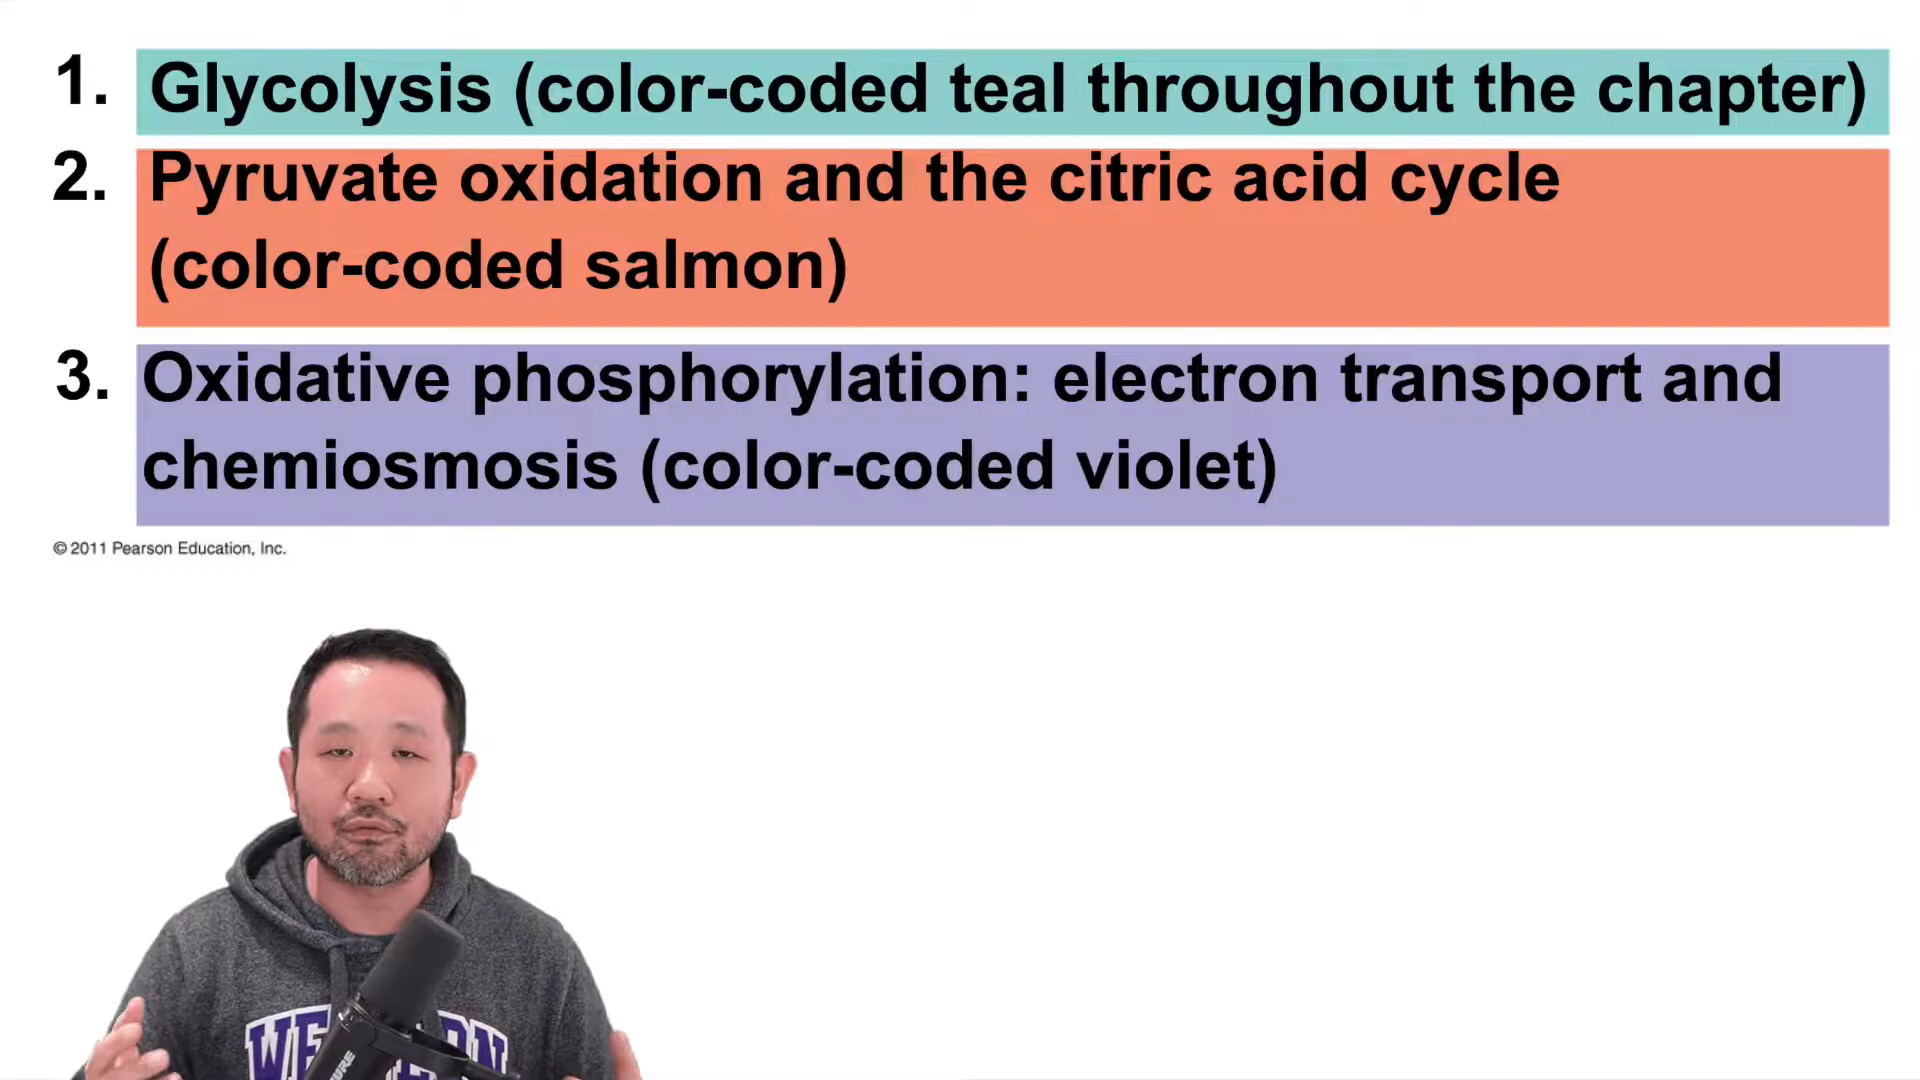 1. Glycolysis (color-coded teal throughout the chapter)
2. Pyruvate oxidation and the citric acid cycle
(color-coded salmon)
3. Oxidative phosphorylation: electron transport and
chemiosmosis (color-coded violet)
© 2011 Pearson Education, Inc.